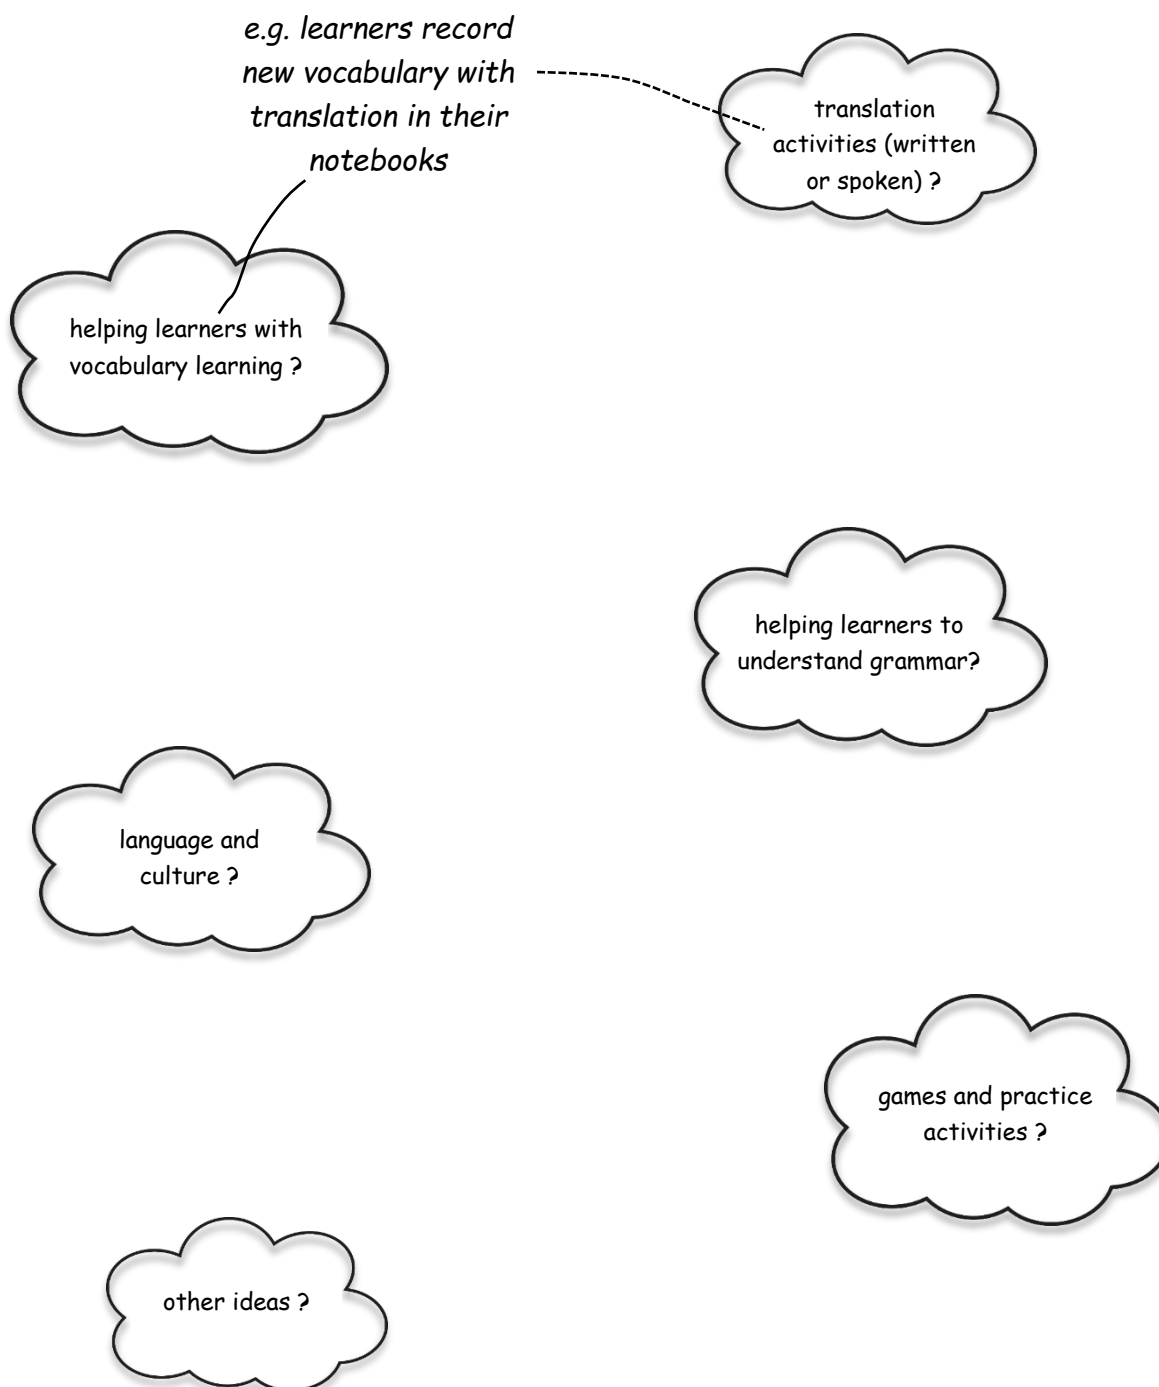 e.g. learners record
new vocabulary with
translation in their
notebooks
translation
activities (written
or spoken) ?
helping learners with
vocabulary learning ?
helping learners to
understand grammar?
language and
culture ?
games and practice
activities ?
other ideas ?